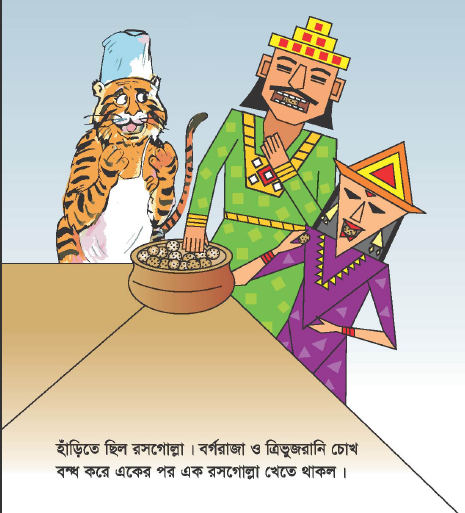 হাঁড়িতে ছিল রসগোল্লা । বর্গরাজা ও ত্রিভুজরানি চোখ
বন্ধ করে একের পর এক রসগোল্লা খেতে থাকল ।